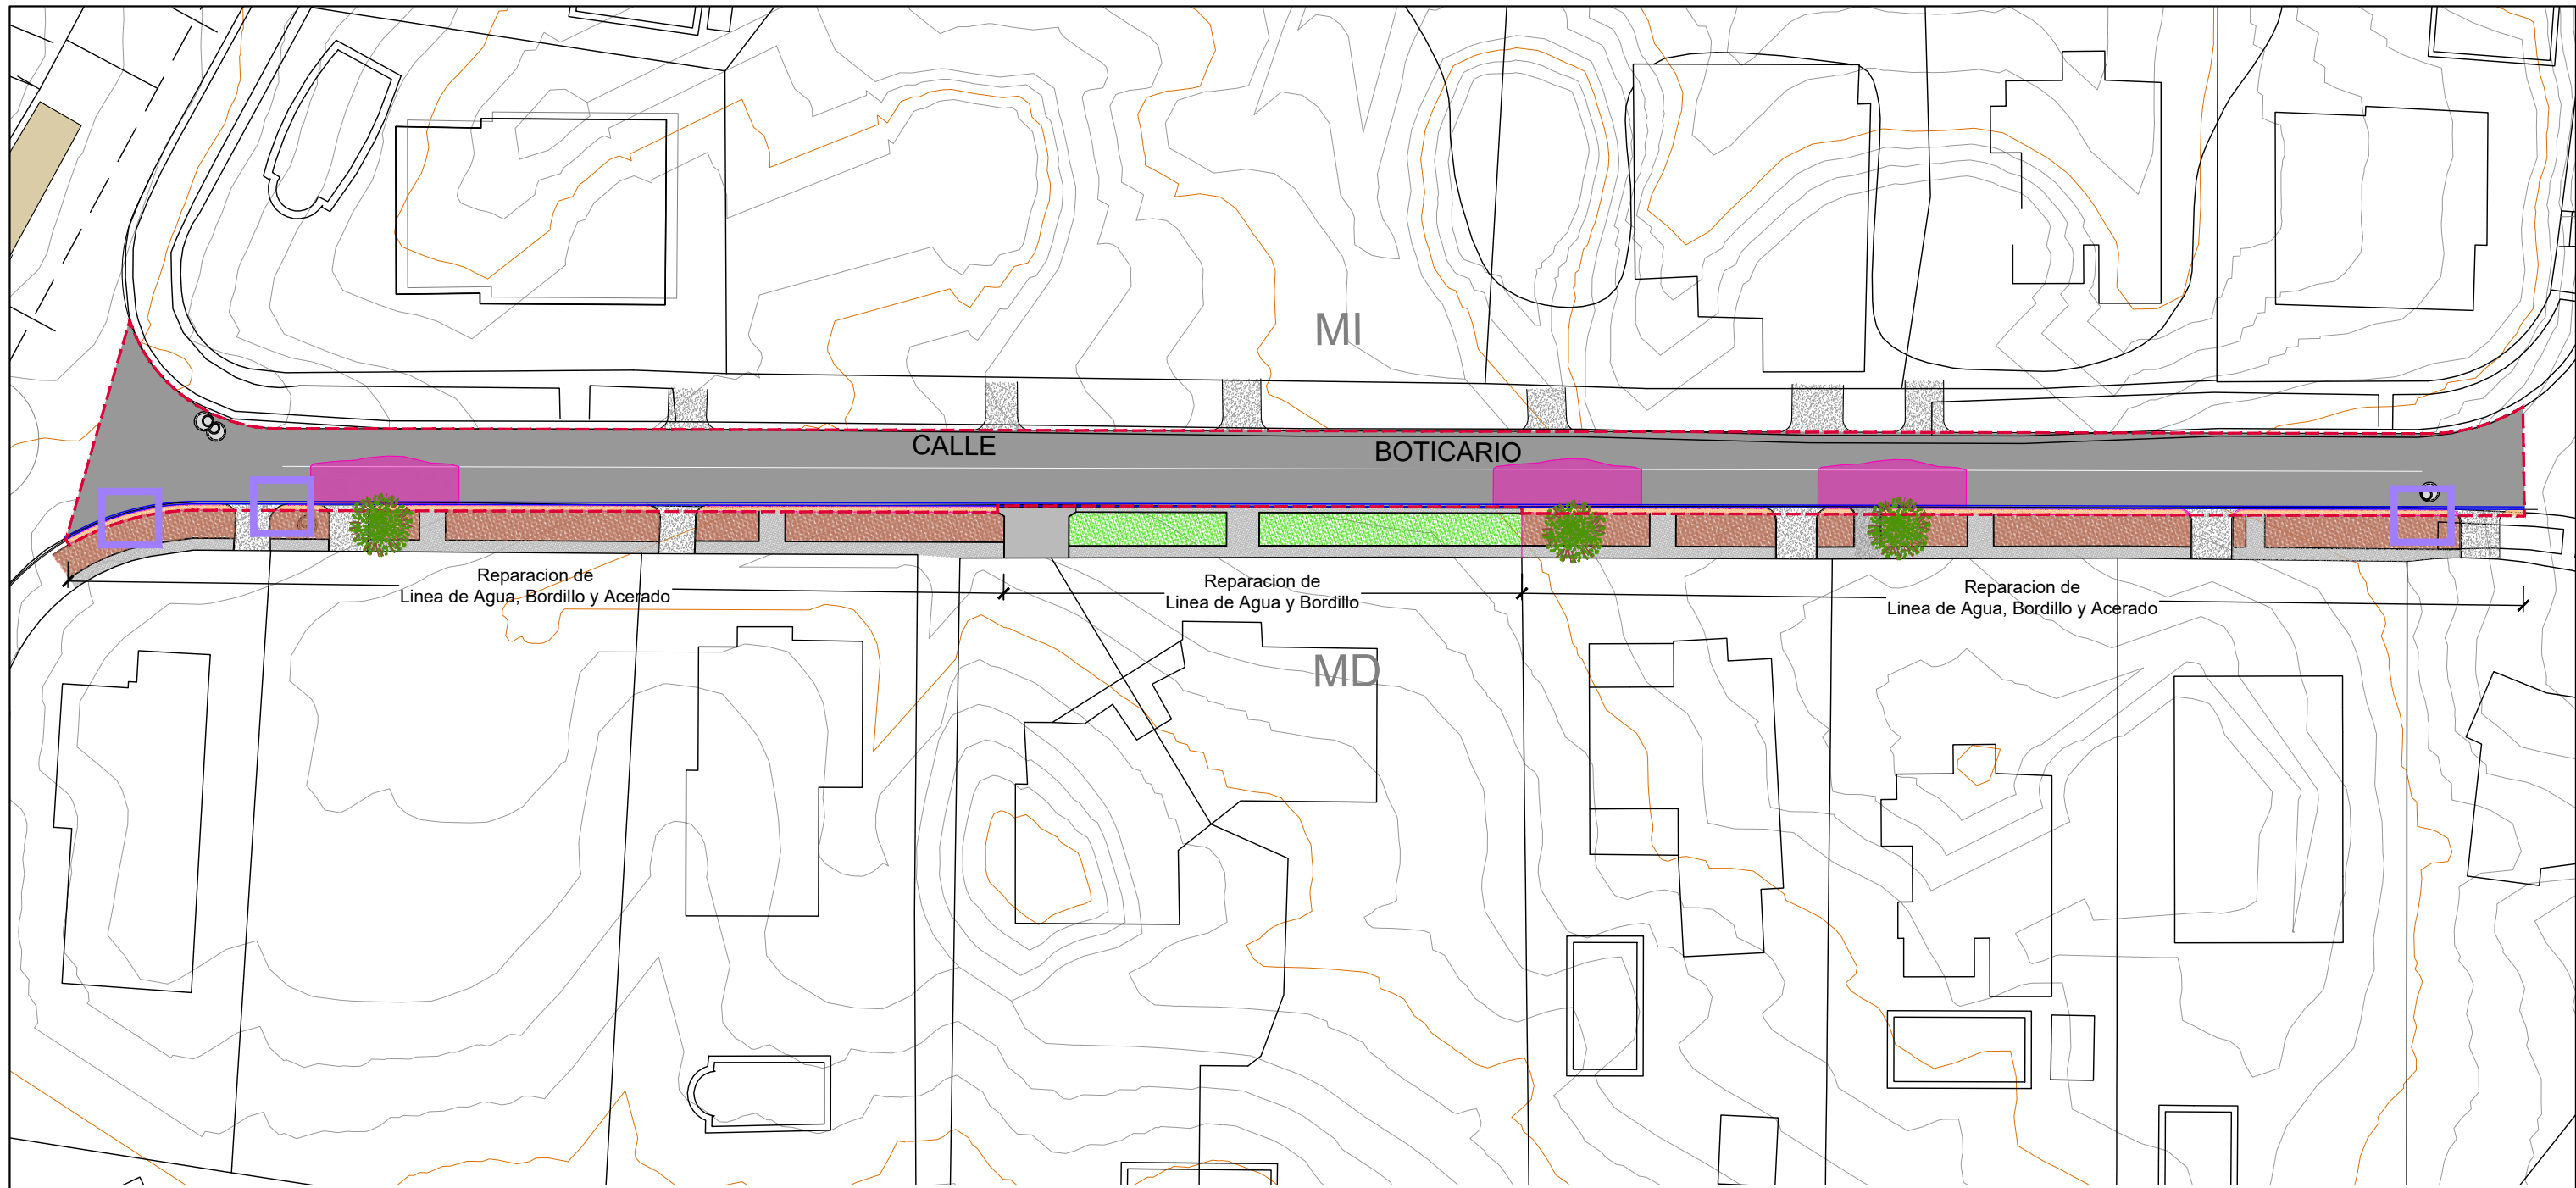 MI
CALLE BOTICARIO
Reparacion de
Linea de Agua, Bordillo y Acerado
Reparacion de
Linea de Agua y Bordillo
Reparacion de
Linea de Agua, Bordillo y Acerado
MD